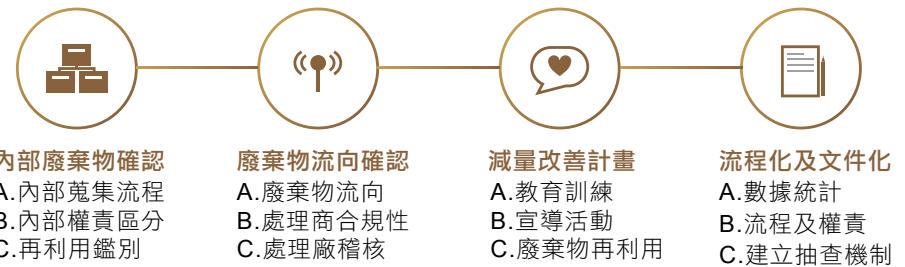 內部廢棄物確認
A.內部蒐集流程
B.內部權責區分
C.再利用鑑別
廢棄物流向確認
A.廢棄物流向
B.處理商合規性
C.處理廠稽核
減量改善計畫
A.教育訓練
B.宣導活動
C.廢棄物再利用
流程化及文件化
A.數據統計
B.流程及權責
C.建立抽查機制